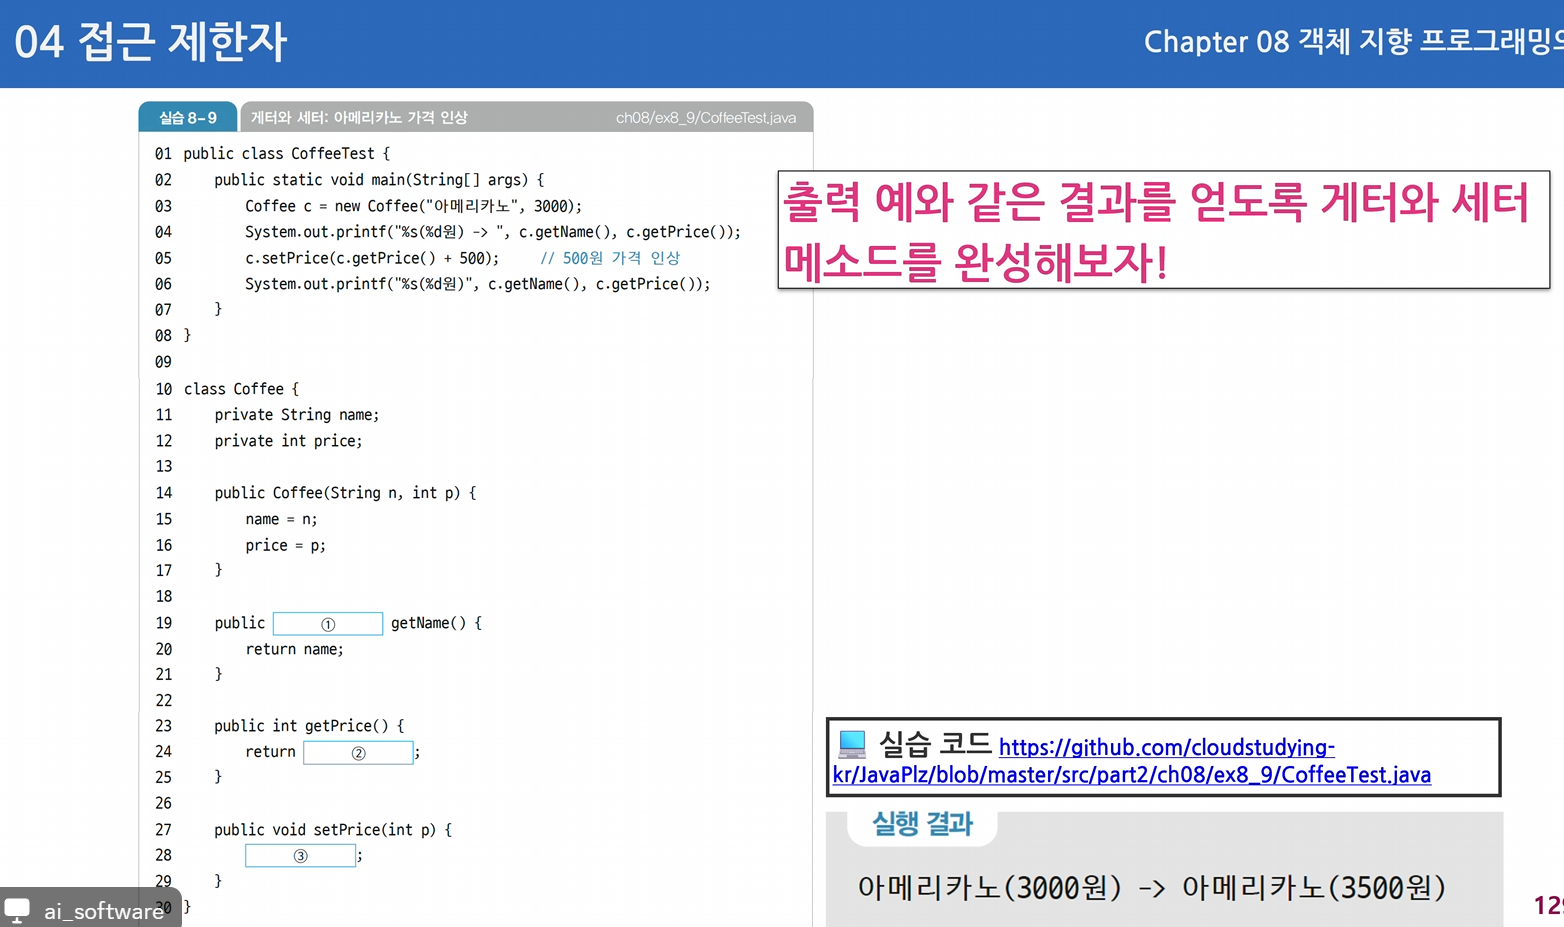 04 접근 제한자
Chapter 08 객체 지향 프로그래밍의
실습 8-9 게터와 세터: 아메리카노 가격 인상 ch08/ex8_9/CoffeeTest.java
01 public class CoffeeTest {
02 public static void main(String[] args) {
03 Coffee c = new Coffee("아메리카노", 3000);
04 System.out.printf("%s(%d원) -> ", c.getName(), c.getPrice());
05 c.setPrice(c.getPrice() + 500); // 500원 가격 인상
06 System.out.printf("%s(%d원)", c.getName(), c.getPrice());
07 }
08 }
09
10 class Coffee {
11 private String name;
12 private int price;
13
14 public Coffee(String n, int p) {
15 name = n;
16 price = p;
17 }
18
19 public ① getName() {
20 return name;
21 }
22
23 public int getPrice() {
24 return ② ;
25 }
26
27 public void setPrice(int p) {
28 ③ ;
29 }
30 }
출력 예와 같은 결과를 얻도록 게터와 세터
메소드를 완성해보자!
실습 코드 https://github.com/cloudstudying-
kr/JavaPlz/blob/master/src/part2/ch08/ex8_9/CoffeeTest.java
실행 결과
아메리카노(3000원) -> 아메리카노(3500원)
ai_software